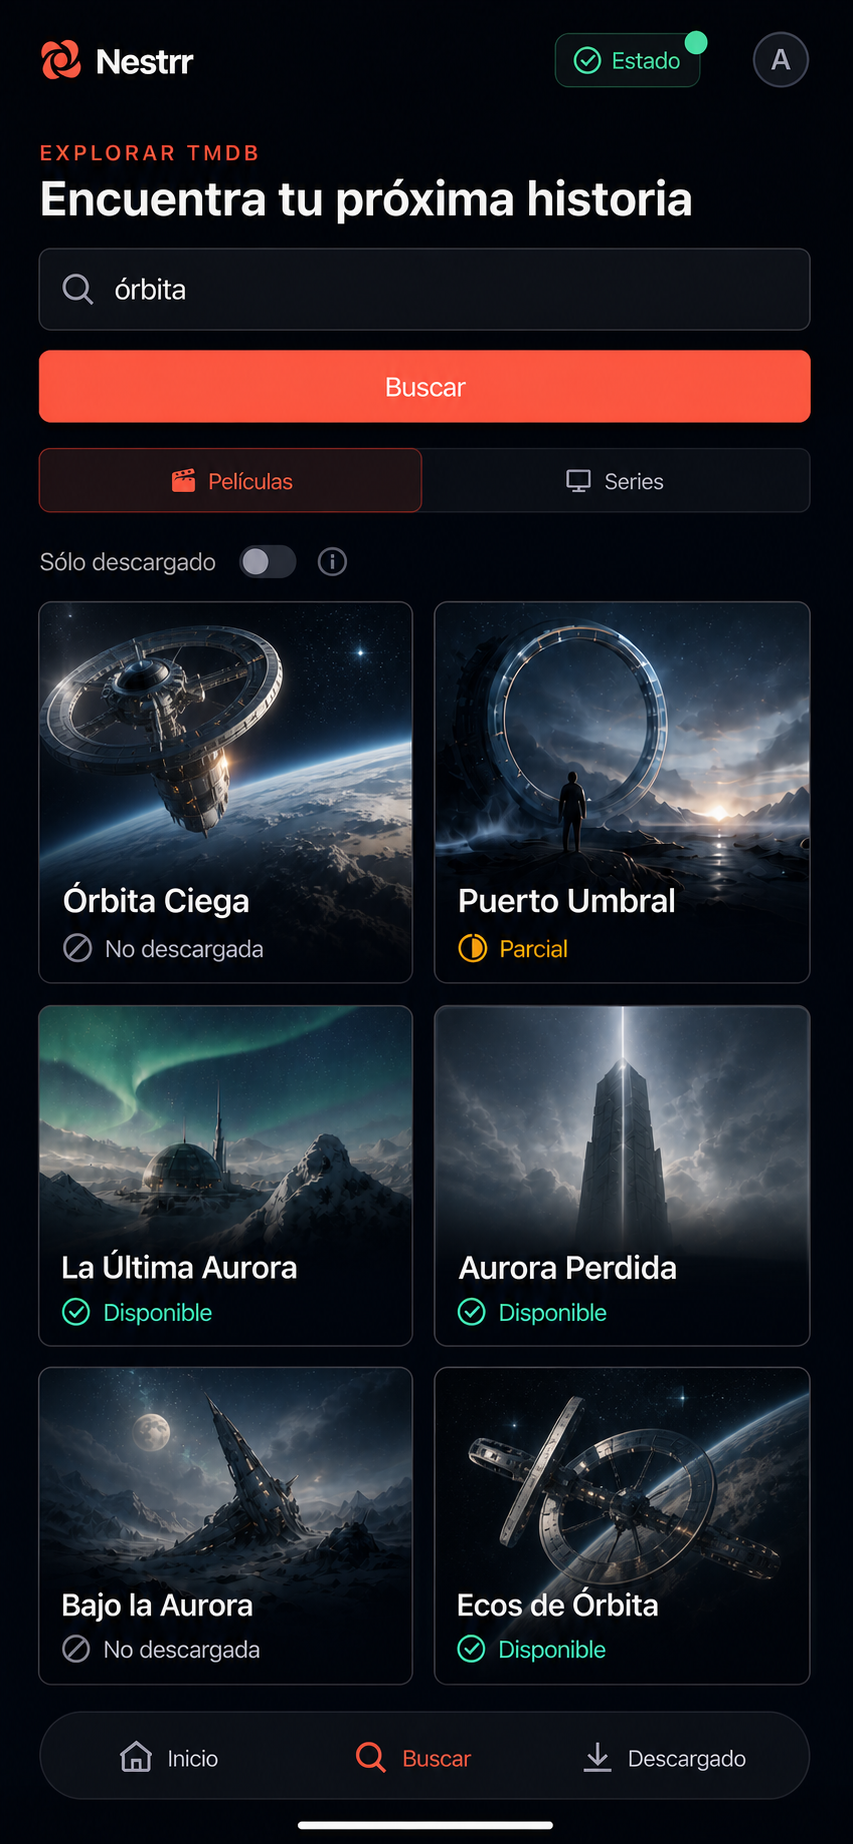 Nestrr
Estado
A
EXPLORAR TMDB
Encuentra tu próxima historia
órbita
Buscar
Películas
Series
Sólo descargado
Órbita Ciega
No descargada
Puerto Umbral
Parcial
La Última Aurora
Disponible
Aurora Perdida
Disponible
Bajo la Aurora
No descargada
Ecos de Órbita
Disponible
Inicio
Buscar
Descargado